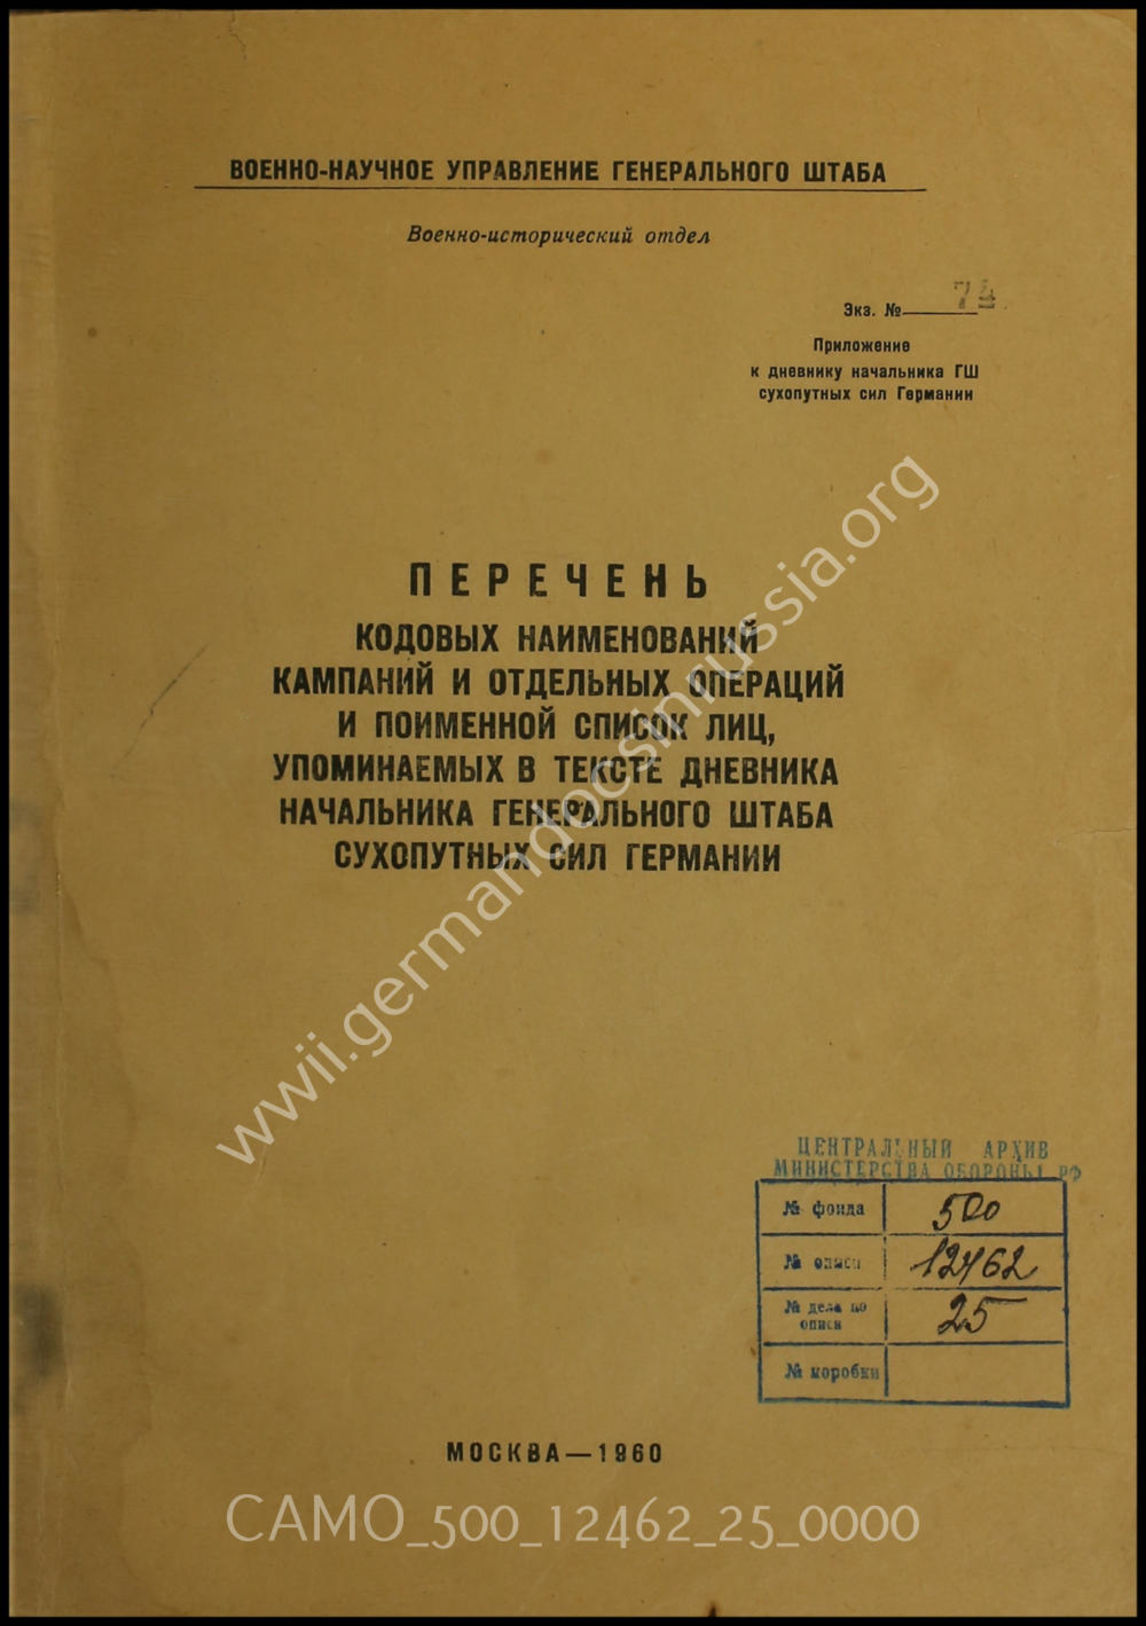 ВОЕННО-НАУЧНОЕ УПРАВЛЕНИЕ ГЕНЕРАЛЬНОГО ШТАБА
Военно-исторический отдел
Экз. № 74
Приложение
к дневнику начальника ГШ
сухопутных сил Германии
ПЕРЕЧЕНЬ
КОДОВЫХ НАИМЕНОВАНИЙ
КАМПАНИЙ И ОТДЕЛЬНЫХ ОПЕРАЦИЙ
И ПОИМЕННОЙ СПИСОК ЛИЦ,
УПОМИНАЕМЫХ В ТЕКСТЕ ДНЕВНИКА
НАЧАЛЬНИКА ГЕНЕРАЛЬНОГО ШТАБА
СУХОПУТНЫХ СИЛ ГЕРМАНИИ
wwii.germandocsinrussia.org
ЦЕНТРАЛЬНЫЙ АРХИВ
МИНИСТЕРСТВА ОБОРОНЫ РФ
№ фонда 500
№ описи 12462
№ дела по
описи 25
№ коробки
МОСКВА—1960
CAMO_500_12462_25_0000